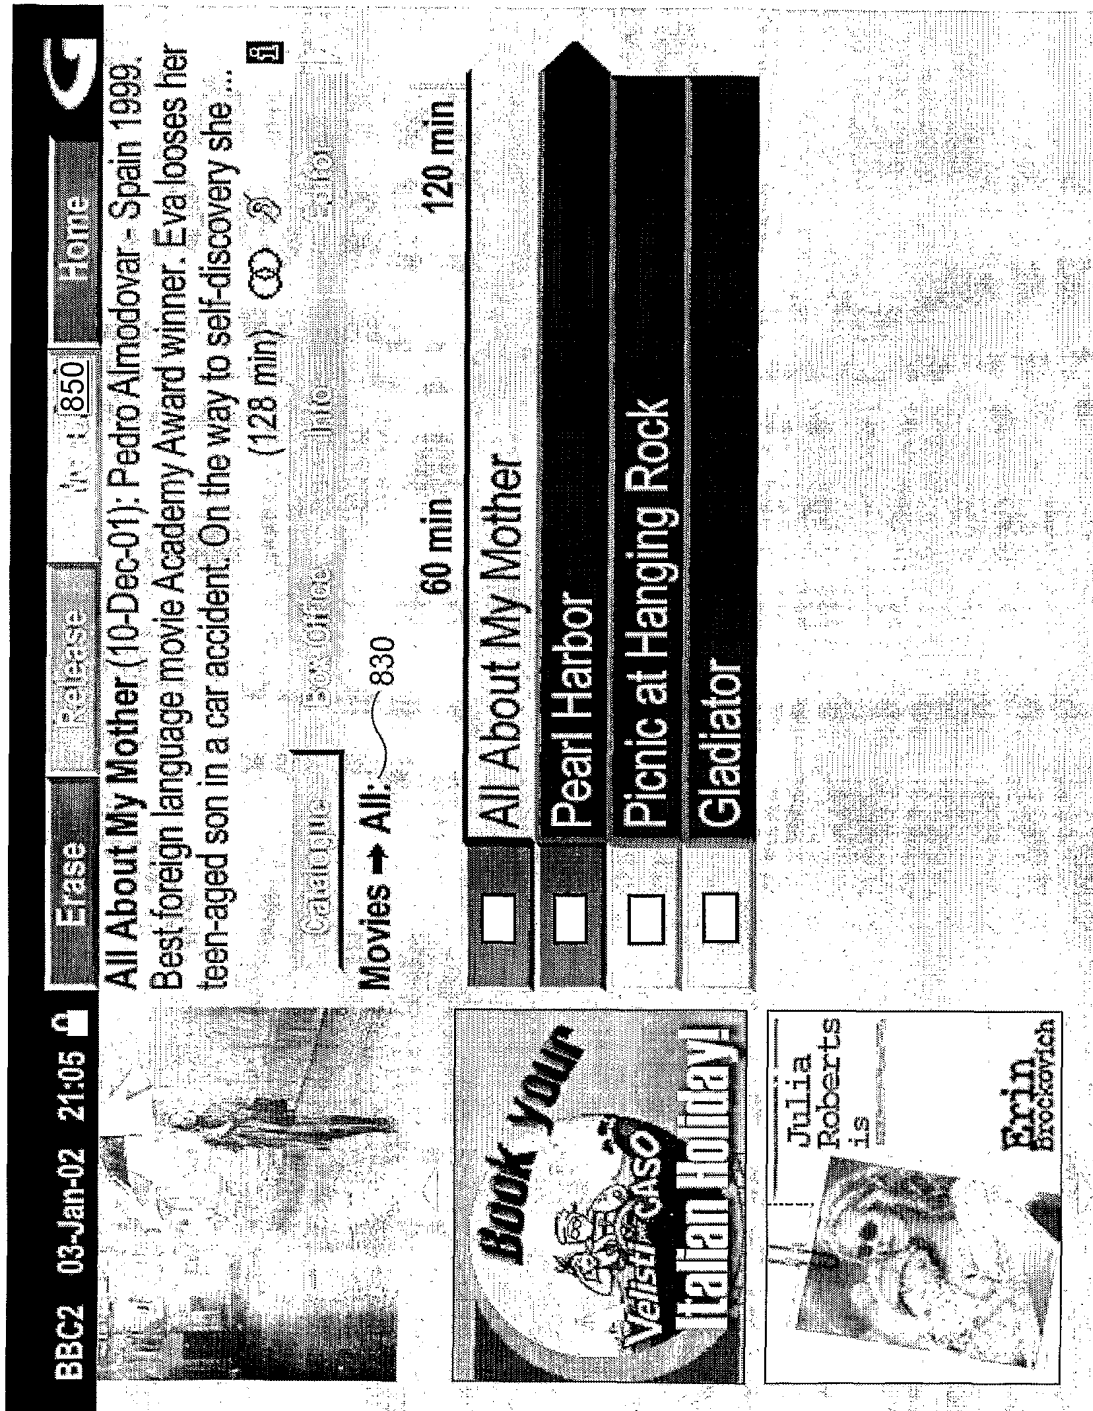 BBC2 03-Jan-02 21:05
Erase Release 850 Home
All About My Mother (10-Dec-01): Pedro Almodovar - Spain 1999.
Best foreign language movie Academy Award winner. Eva looses her
teen-aged son in a car accident. On the way to self-discovery she ...
(128 min)
Catalogue Box Office Info Extra
Movies ➡ All: 830
60 min 120 min
All About My Mother
Pearl Harbor
Picnic at Hanging Rock
Gladiator
Book your
Velisti CASO
Italian Holiday!
Julia
Roberts
is
Erin
Brockovich